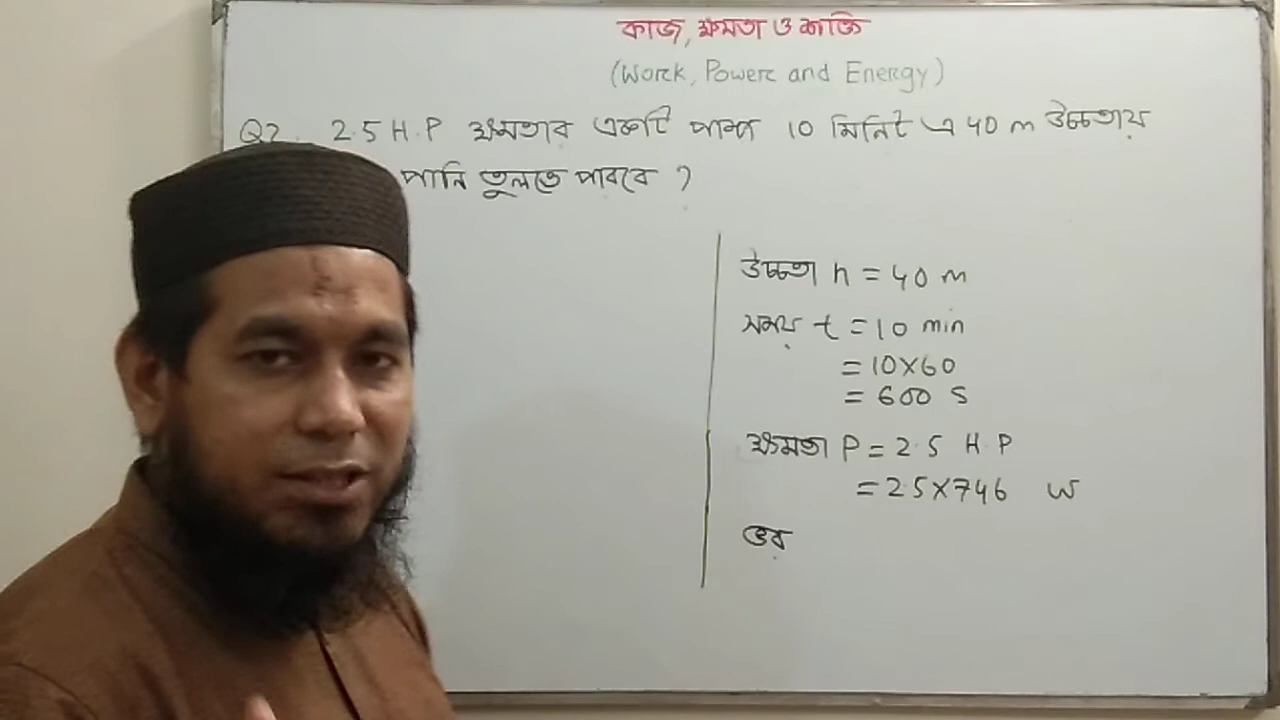 কাজ, ক্ষমতা ও শক্তি
(Work, Power and Energy)
Q2. 2.5 H.P ক্ষমতার একটি পাম্প 10 মিনিট এ 40 m উচ্চতায়
পানি তুলতে পারবে ?
উচ্চতা h = 40 m
সময় t = 10 min
= 10×60
= 600 s
ক্ষমতা P = 2.5 H.P
= 2.5×746 W
ভর